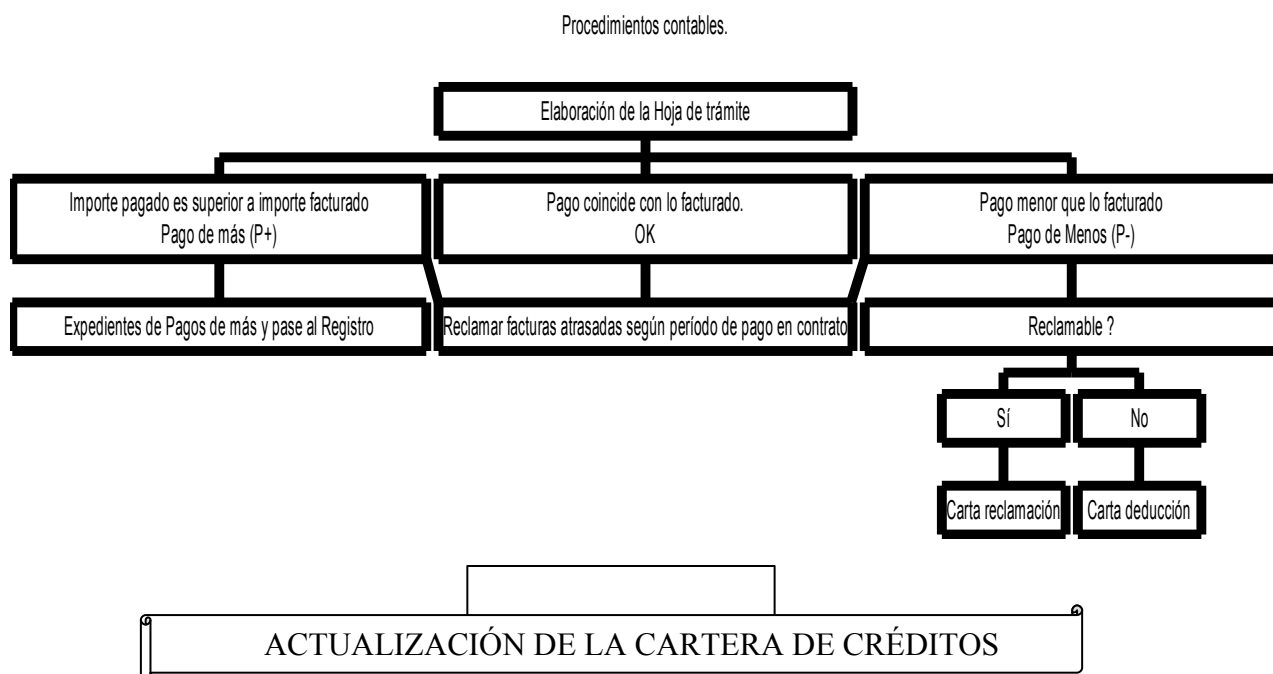 Procedimientos contables.
Elaboración de la Hoja de trámite
Importe pagado es superior a importe facturado
Pago de más (P+)
Pago coincide con lo facturado.
OK
Pago menor que lo facturado
Pago de Menos (P-)
Expedientes de Pagos de más y pase al Registro
Reclamar facturas atrasadas según período de pago en contrato
Reclamable ?
Sí
No
Carta reclamación
Carta deducción
ACTUALIZACIÓN DE LA CARTERA DE CRÉDITOS